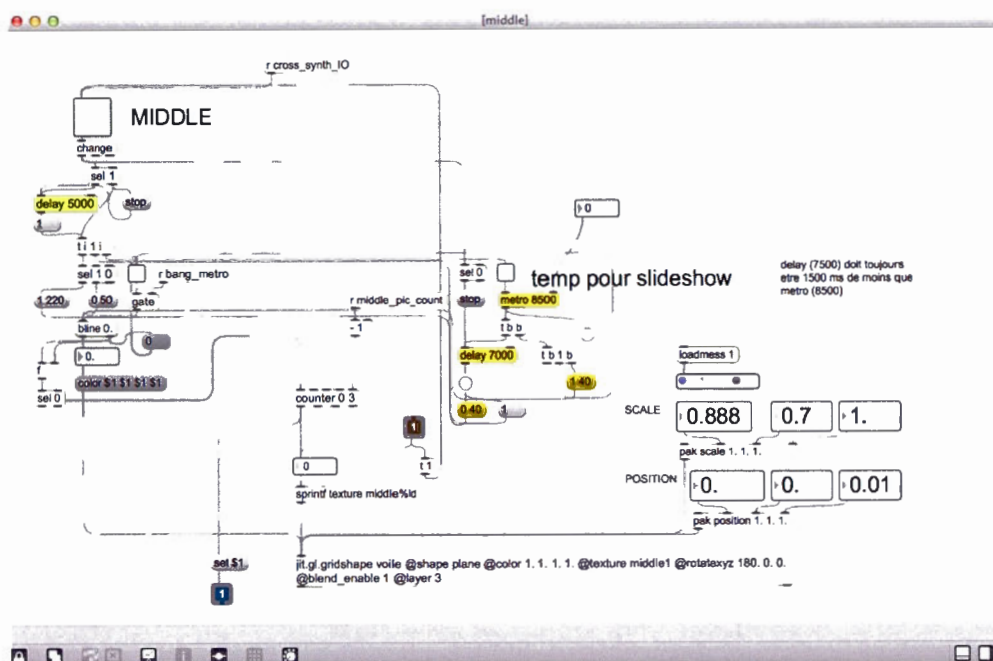 [middle]
r cross_synth_IO
MIDDLE
change
sel 1
delay 5000
stop
1
t i 1 i
sel 1 0
r bang_metro
1 220
0 50
gate
r middle_pic_count
- 1
bline 0.
0
0.
f
color $1 $1 $1 $1
sel 0
0
sel 0
temp pour slideshow
stop
metro 8500
t b b
delay 7000
t b 1 b
1 40
0 40
1
delay (7500) doit toujours
etre 1500 ms de moins que
metro (8500)
counter 0 3
1
t 1
0
sprintf texture middle%ld
loadmess 1
SCALE
0.888
0.7
1.
pak scale 1. 1. 1.
POSITION
0.
0.
0.01
pak position 1. 1. 1.
set $1
1
jit.gl.gridshape voile @shape plane @color 1. 1. 1. 1. @texture middle1 @rotatexyz 180. 0. 0.
@blend_enable 1 @layer 3